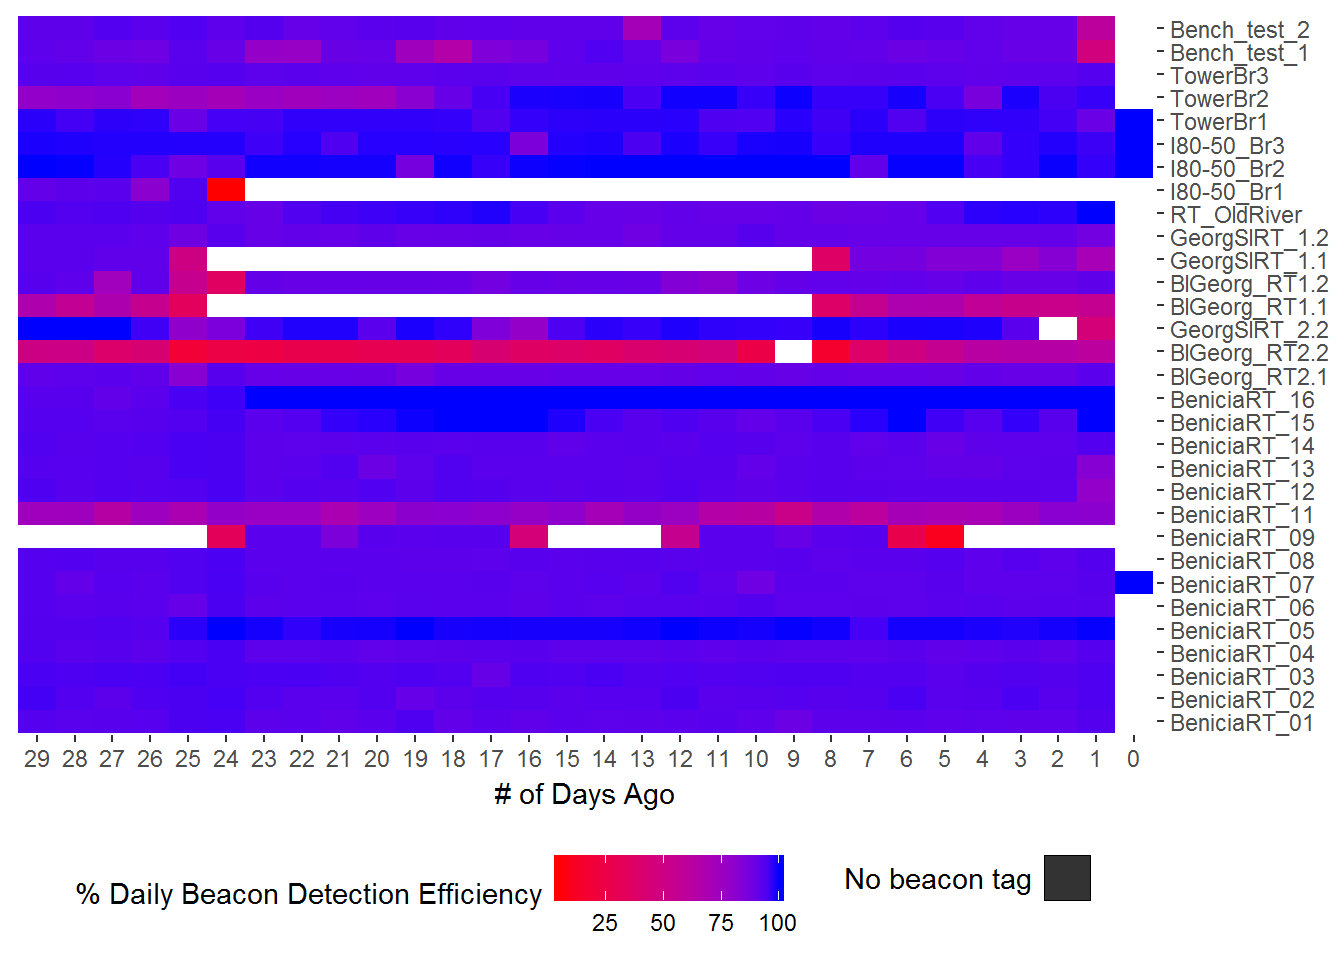 Bench_test_2
Bench_test_1
TowerBr3
TowerBr2
TowerBr1
I80-50_Br3
I80-50_Br2
I80-50_Br1
RT_OldRiver
GeorgSlRT_1.2
GeorgSlRT_1.1
BlGeorg_RT1.2
BlGeorg_RT1.1
GeorgSlRT_2.2
BlGeorg_RT2.2
BlGeorg_RT2.1
BeniciaRT_16
BeniciaRT_15
BeniciaRT_14
BeniciaRT_13
BeniciaRT_12
BeniciaRT_11
BeniciaRT_09
BeniciaRT_08
BeniciaRT_07
BeniciaRT_06
BeniciaRT_05
BeniciaRT_04
BeniciaRT_03
BeniciaRT_02
BeniciaRT_01
29 28 27 26 25 24 23 22 21 20 19 18 17 16 15 14 13 12 11 10 9 8 7 6 5 4 3 2 1 0
# of Days Ago
% Daily Beacon Detection Efficiency
25 50 75 100
No beacon tag